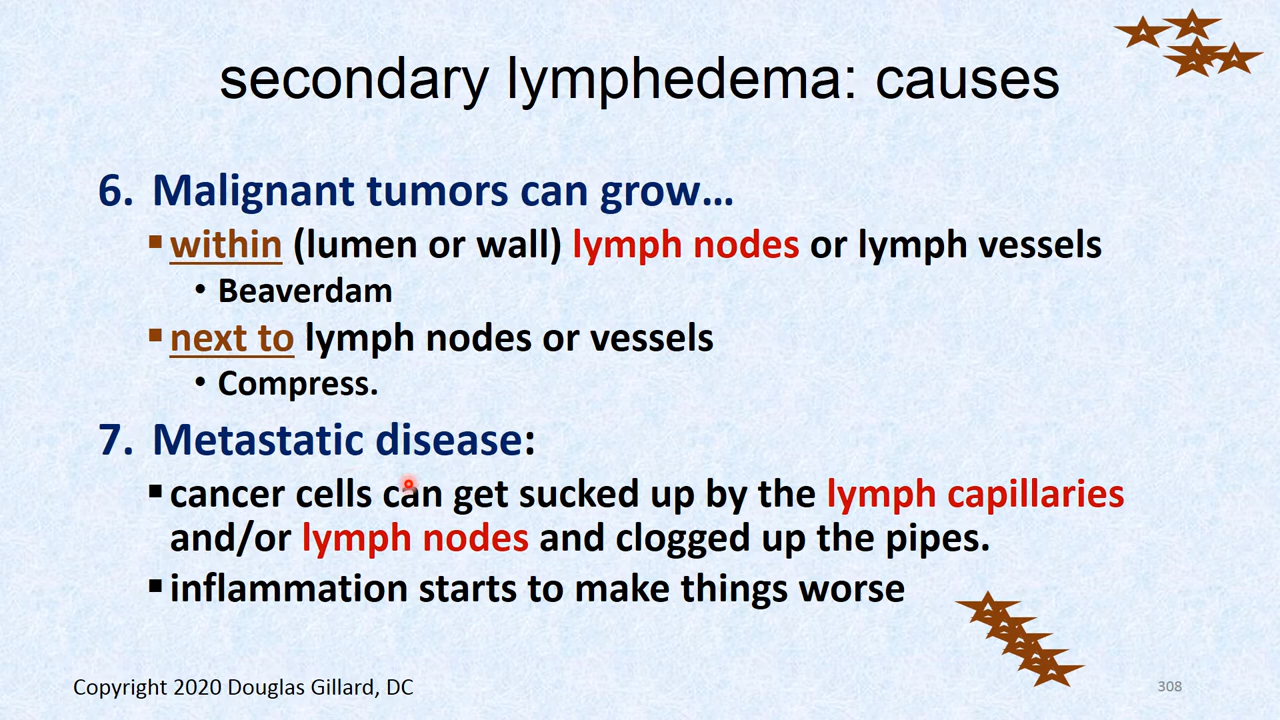 secondary lymphedema: causes
6. Malignant tumors can grow…
▪ within (lumen or wall) lymph nodes or lymph vessels
• Beaverdam
▪ next to lymph nodes or vessels
• Compress.
7. Metastatic disease:
▪ cancer cells can get sucked up by the lymph capillaries
and/or lymph nodes and clogged up the pipes.
▪ inflammation starts to make things worse
Copyright 2020 Douglas Gillard, DC
308